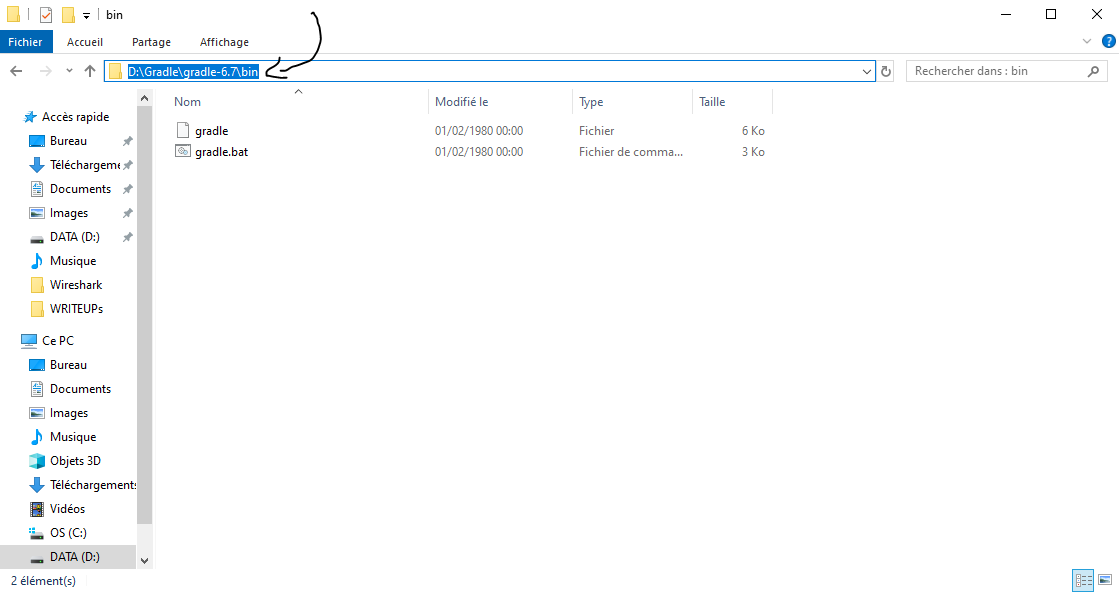 bin
Fichier Accueil Partage Affichage
D:\Gradle\gradle-6.7\bin Rechercher dans : bin
Nom Modifié le Type Taille
gradle 01/02/1980 00:00 Fichier 6 Ko
gradle.bat 01/02/1980 00:00 Fichier de comma... 3 Ko
Accès rapide
Bureau
Téléchargeme
Documents
Images
DATA (D:)
Musique
Wireshark
WRITEUPs
Ce PC
Bureau
Documents
Images
Musique
Objets 3D
Téléchargements
Vidéos
OS (C:)
DATA (D:)
2 élément(s)